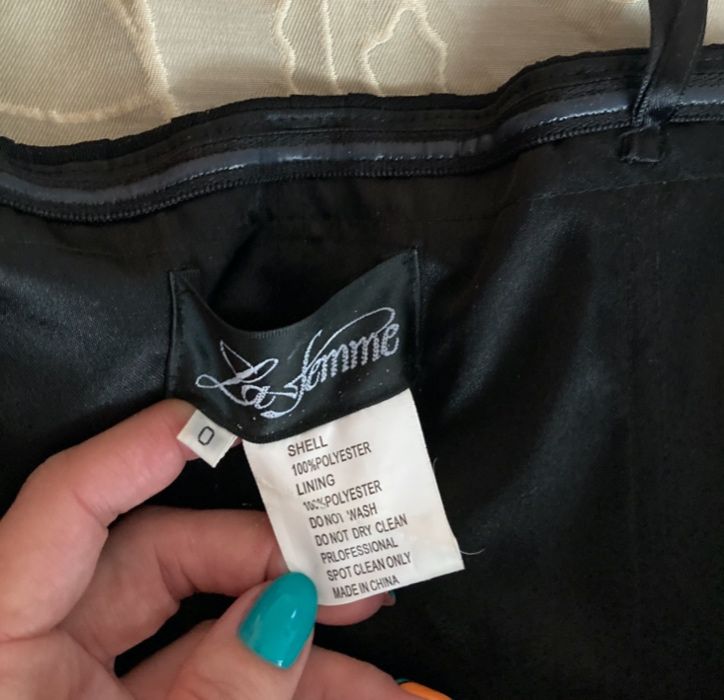 La Femme
0
SHELL
100%POLYESTER
LINING
100%POLYESTER
DO NOT WASH
DO NOT DRY CLEAN
PRLOFESSIONAL
SPOT CLEAN ONLY
MADE IN CHINA